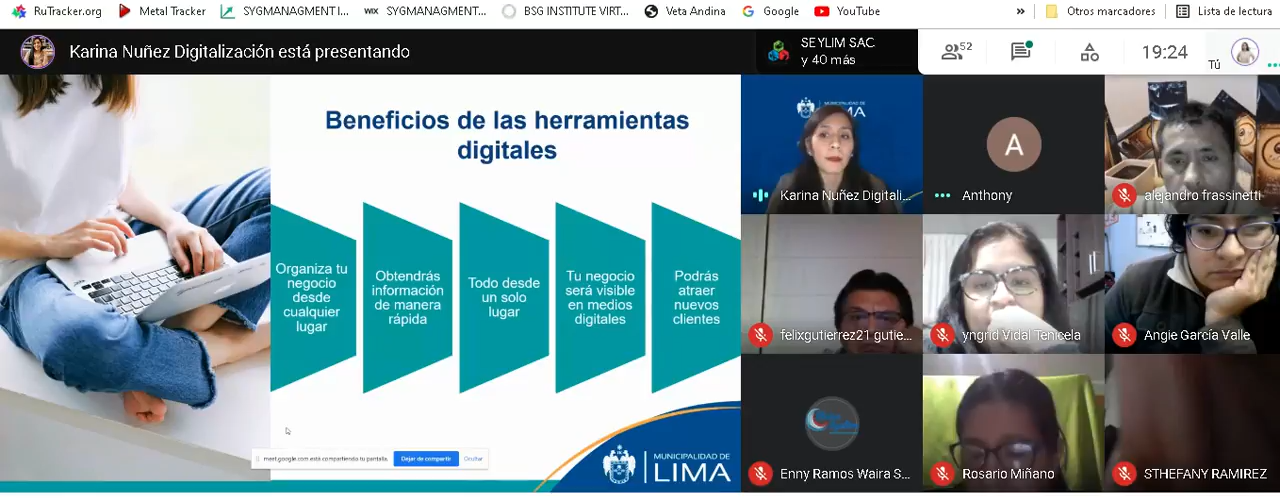 RuTracker.org
Metal Tracker
SYGMANAGMENT I...
WIX
SYGMANAGMENT...
BSG INSTITUTE VIRT...
Veta Andina
Google
YouTube
»
Otros marcadores
Lista de lectura
Karina Nuñez Digitalización está presentando
SEYLIM SAC
y 40 más
52
19:24
Tú
Beneficios de las herramientas
digitales
Organiza tu
negocio
desde
cualquier
lugar
Obtendrás
información
de manera
rápida
Todo desde
un solo
lugar
Tu negocio
será visible
en medios
digitales
Podrás
atraer
nuevos
clientes
meet.google.com está compartiendo tu pantalla.
Dejar de compartir
Ocultar
MUNICIPALIDAD DE
LIMA
MUNICIPALIDAD DE
LIMA
Karina Nuñez Digitali...
A
Anthony
alejandro frassinetti
felixgutierrez21 gutie...
yngrid Vidal Tenicela
Angie García Valle
Enny Ramos Waira S...
Rosario Miñano
STHEFANY RAMIREZ